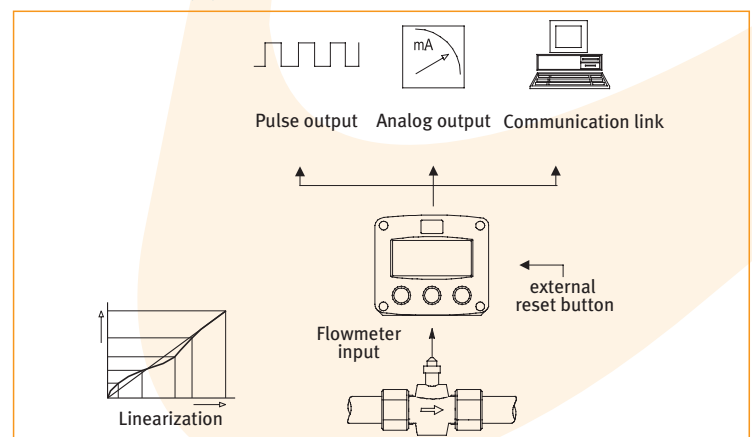 mA
Pulse output
Analog output
Communication link
external
reset button
Flowmeter
input
Linearization